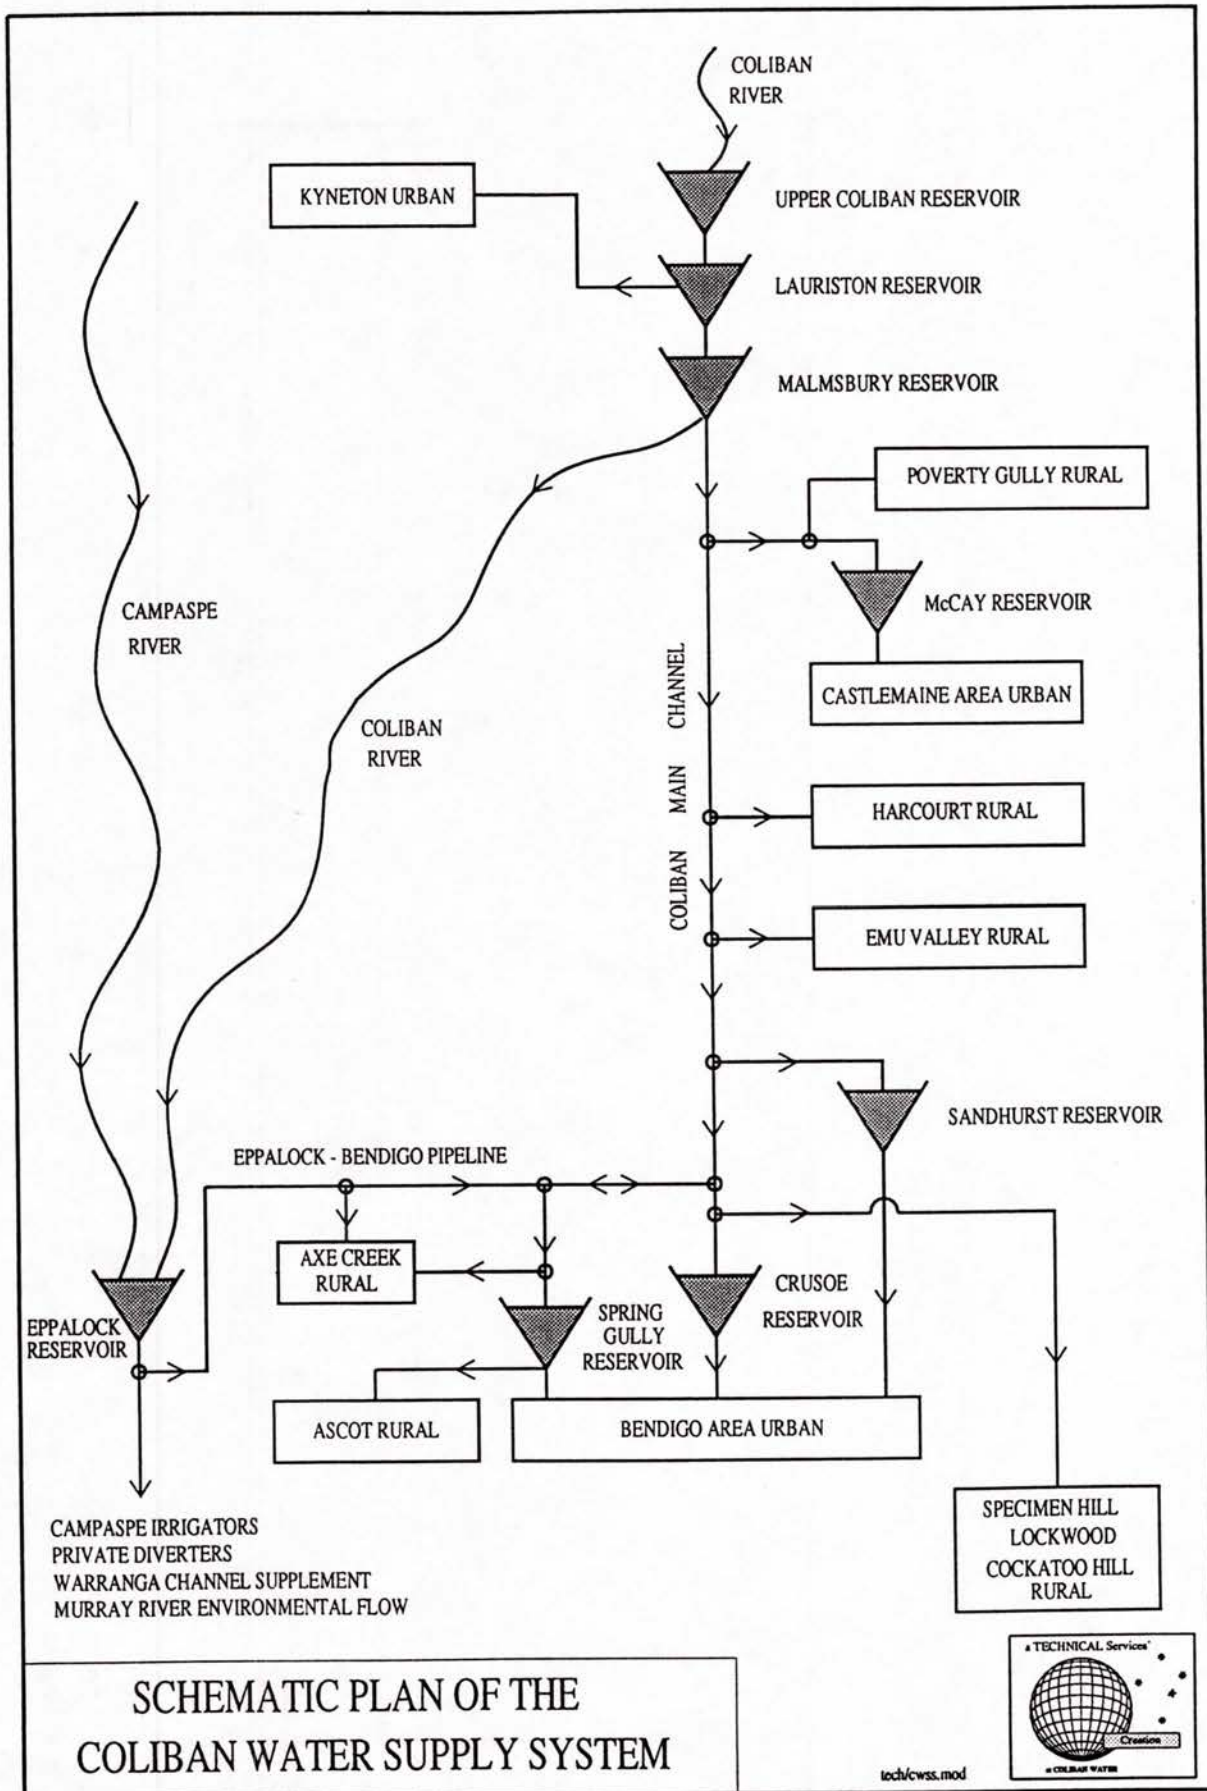 COLIBAN
RIVER
KYNETON URBAN
UPPER COLIBAN RESERVOIR
LAURISTON RESERVOIR
MALMSBURY RESERVOIR
POVERTY GULLY RURAL
McCAY RESERVOIR
CASTLEMAINE AREA URBAN
CAMPASPE
RIVER
COLIBAN
RIVER
COLIBAN MAIN CHANNEL
HARCOURT RURAL
EMU VALLEY RURAL
SANDHURST RESERVOIR
EPPALOCK - BENDIGO PIPELINE
AXE CREEK
RURAL
EPPALOCK
RESERVOIR
SPRING
GULLY
RESERVOIR
CRUSOE
RESERVOIR
ASCOT RURAL
BENDIGO AREA URBAN
SPECIMEN HILL
LOCKWOOD
COCKATOO HILL
RURAL
CAMPASPE IRRIGATORS
PRIVATE DIVERTERS
WARRANGA CHANNEL SUPPLEMENT
MURRAY RIVER ENVIRONMENTAL FLOW
SCHEMATIC PLAN OF THE
COLIBAN WATER SUPPLY SYSTEM
tech/cwss.mod
a TECHNICAL Services'
Creation
at COLIBAN WATER